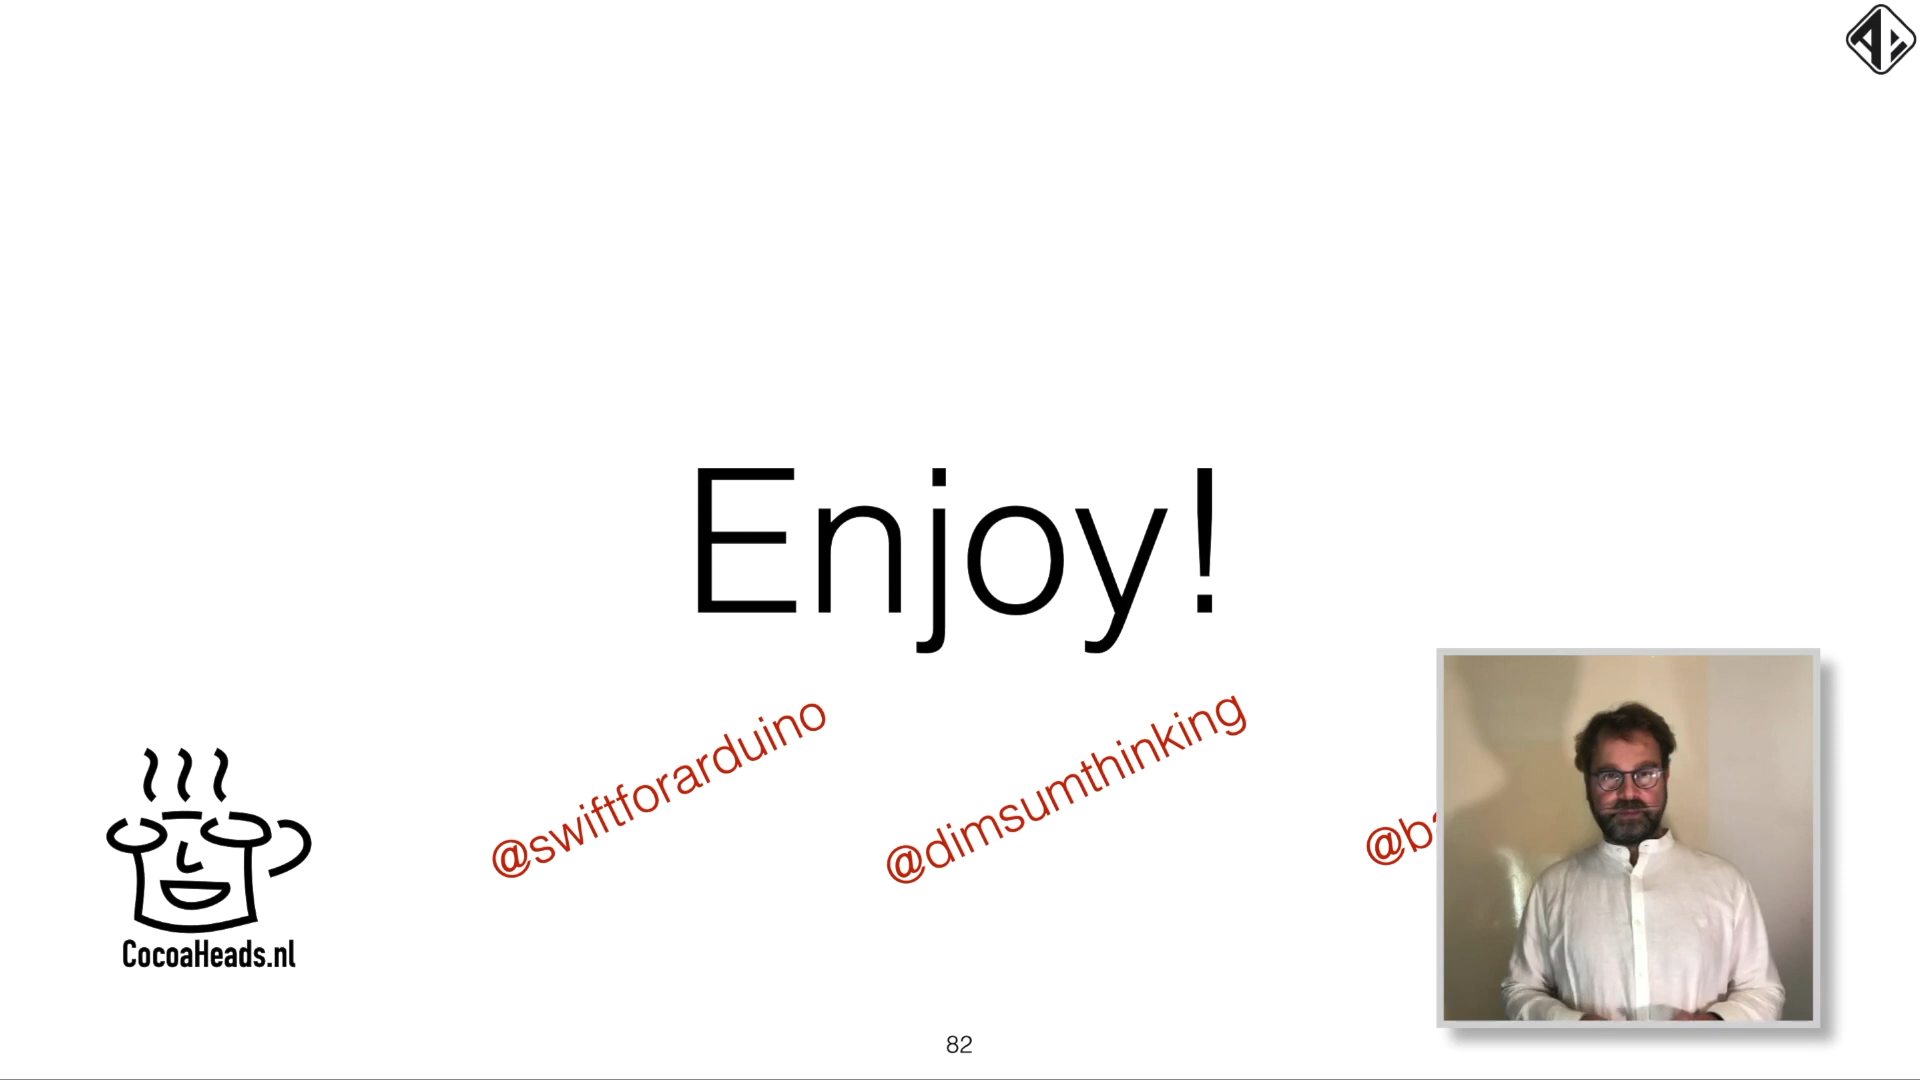 Enjoy!
@swiftforarduino
@dimsumthinking
CocoaHeads.nl
82